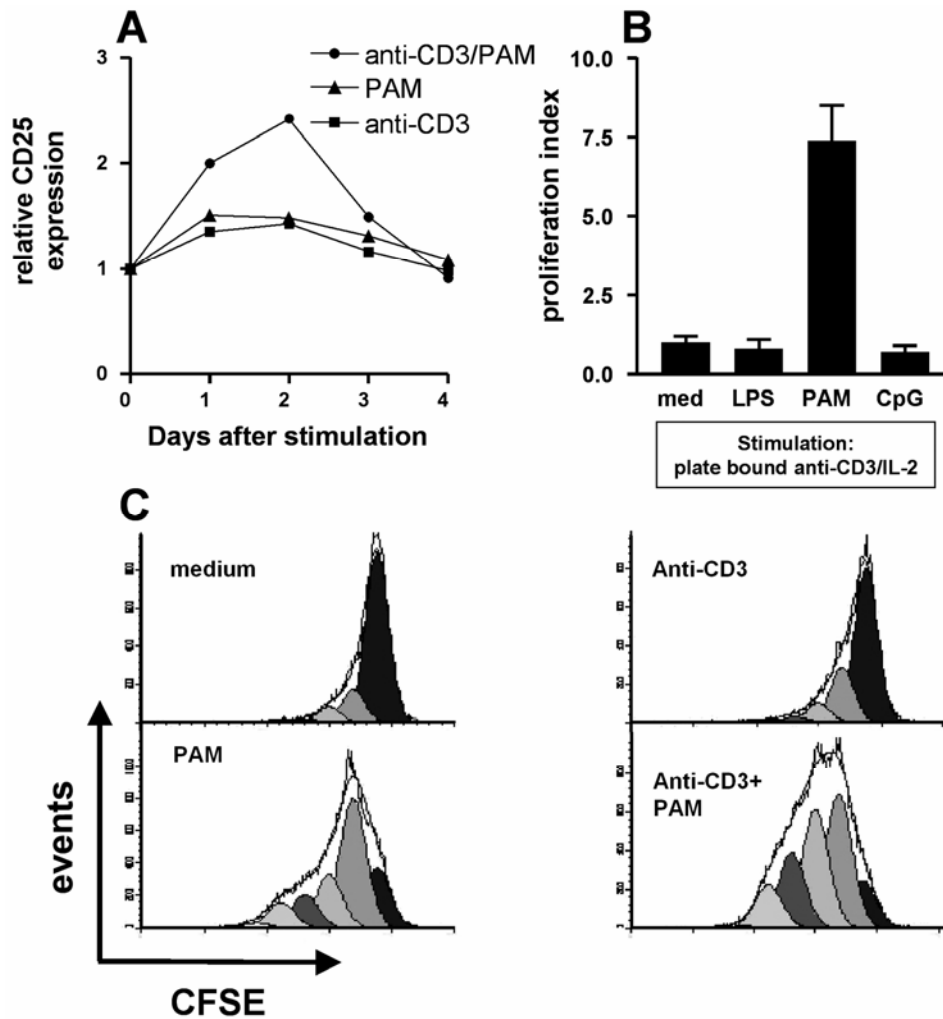 A
anti-CD3/PAM
PAM
anti-CD3
3
2
1
0
relative CD25
expression
0 1 2 3 4
Days after stimulation
B
10.0
7.5
5.0
2.5
0.0
proliferation index
med LPS PAM CpG
Stimulation:
plate bound anti-CD3/IL-2
C
medium
Anti-CD3
PAM
Anti-CD3+
PAM
events
CFSE